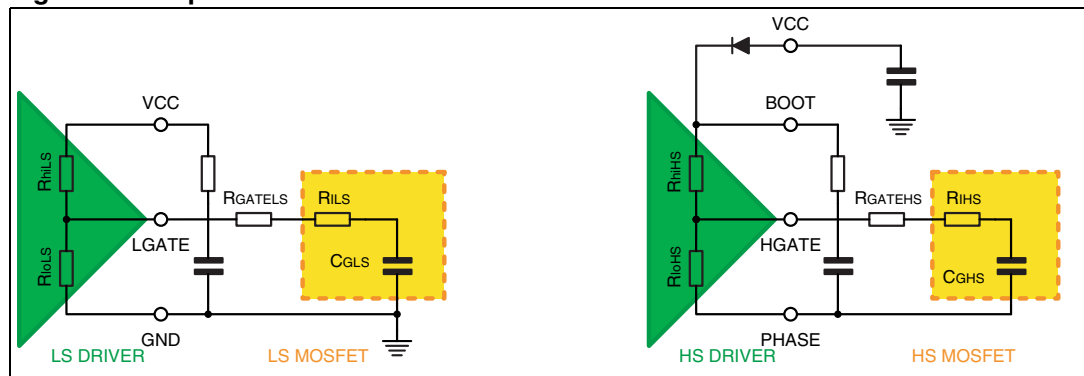 VCC
RhiLS
RGATELS
RILS
LGATE
RloLS
CGLS
GND
LS DRIVER
LS MOSFET
VCC
BOOT
RhiHS
RGATEHS
RIHS
HGATE
RloHS
CGHS
PHASE
HS DRIVER
HS MOSFET